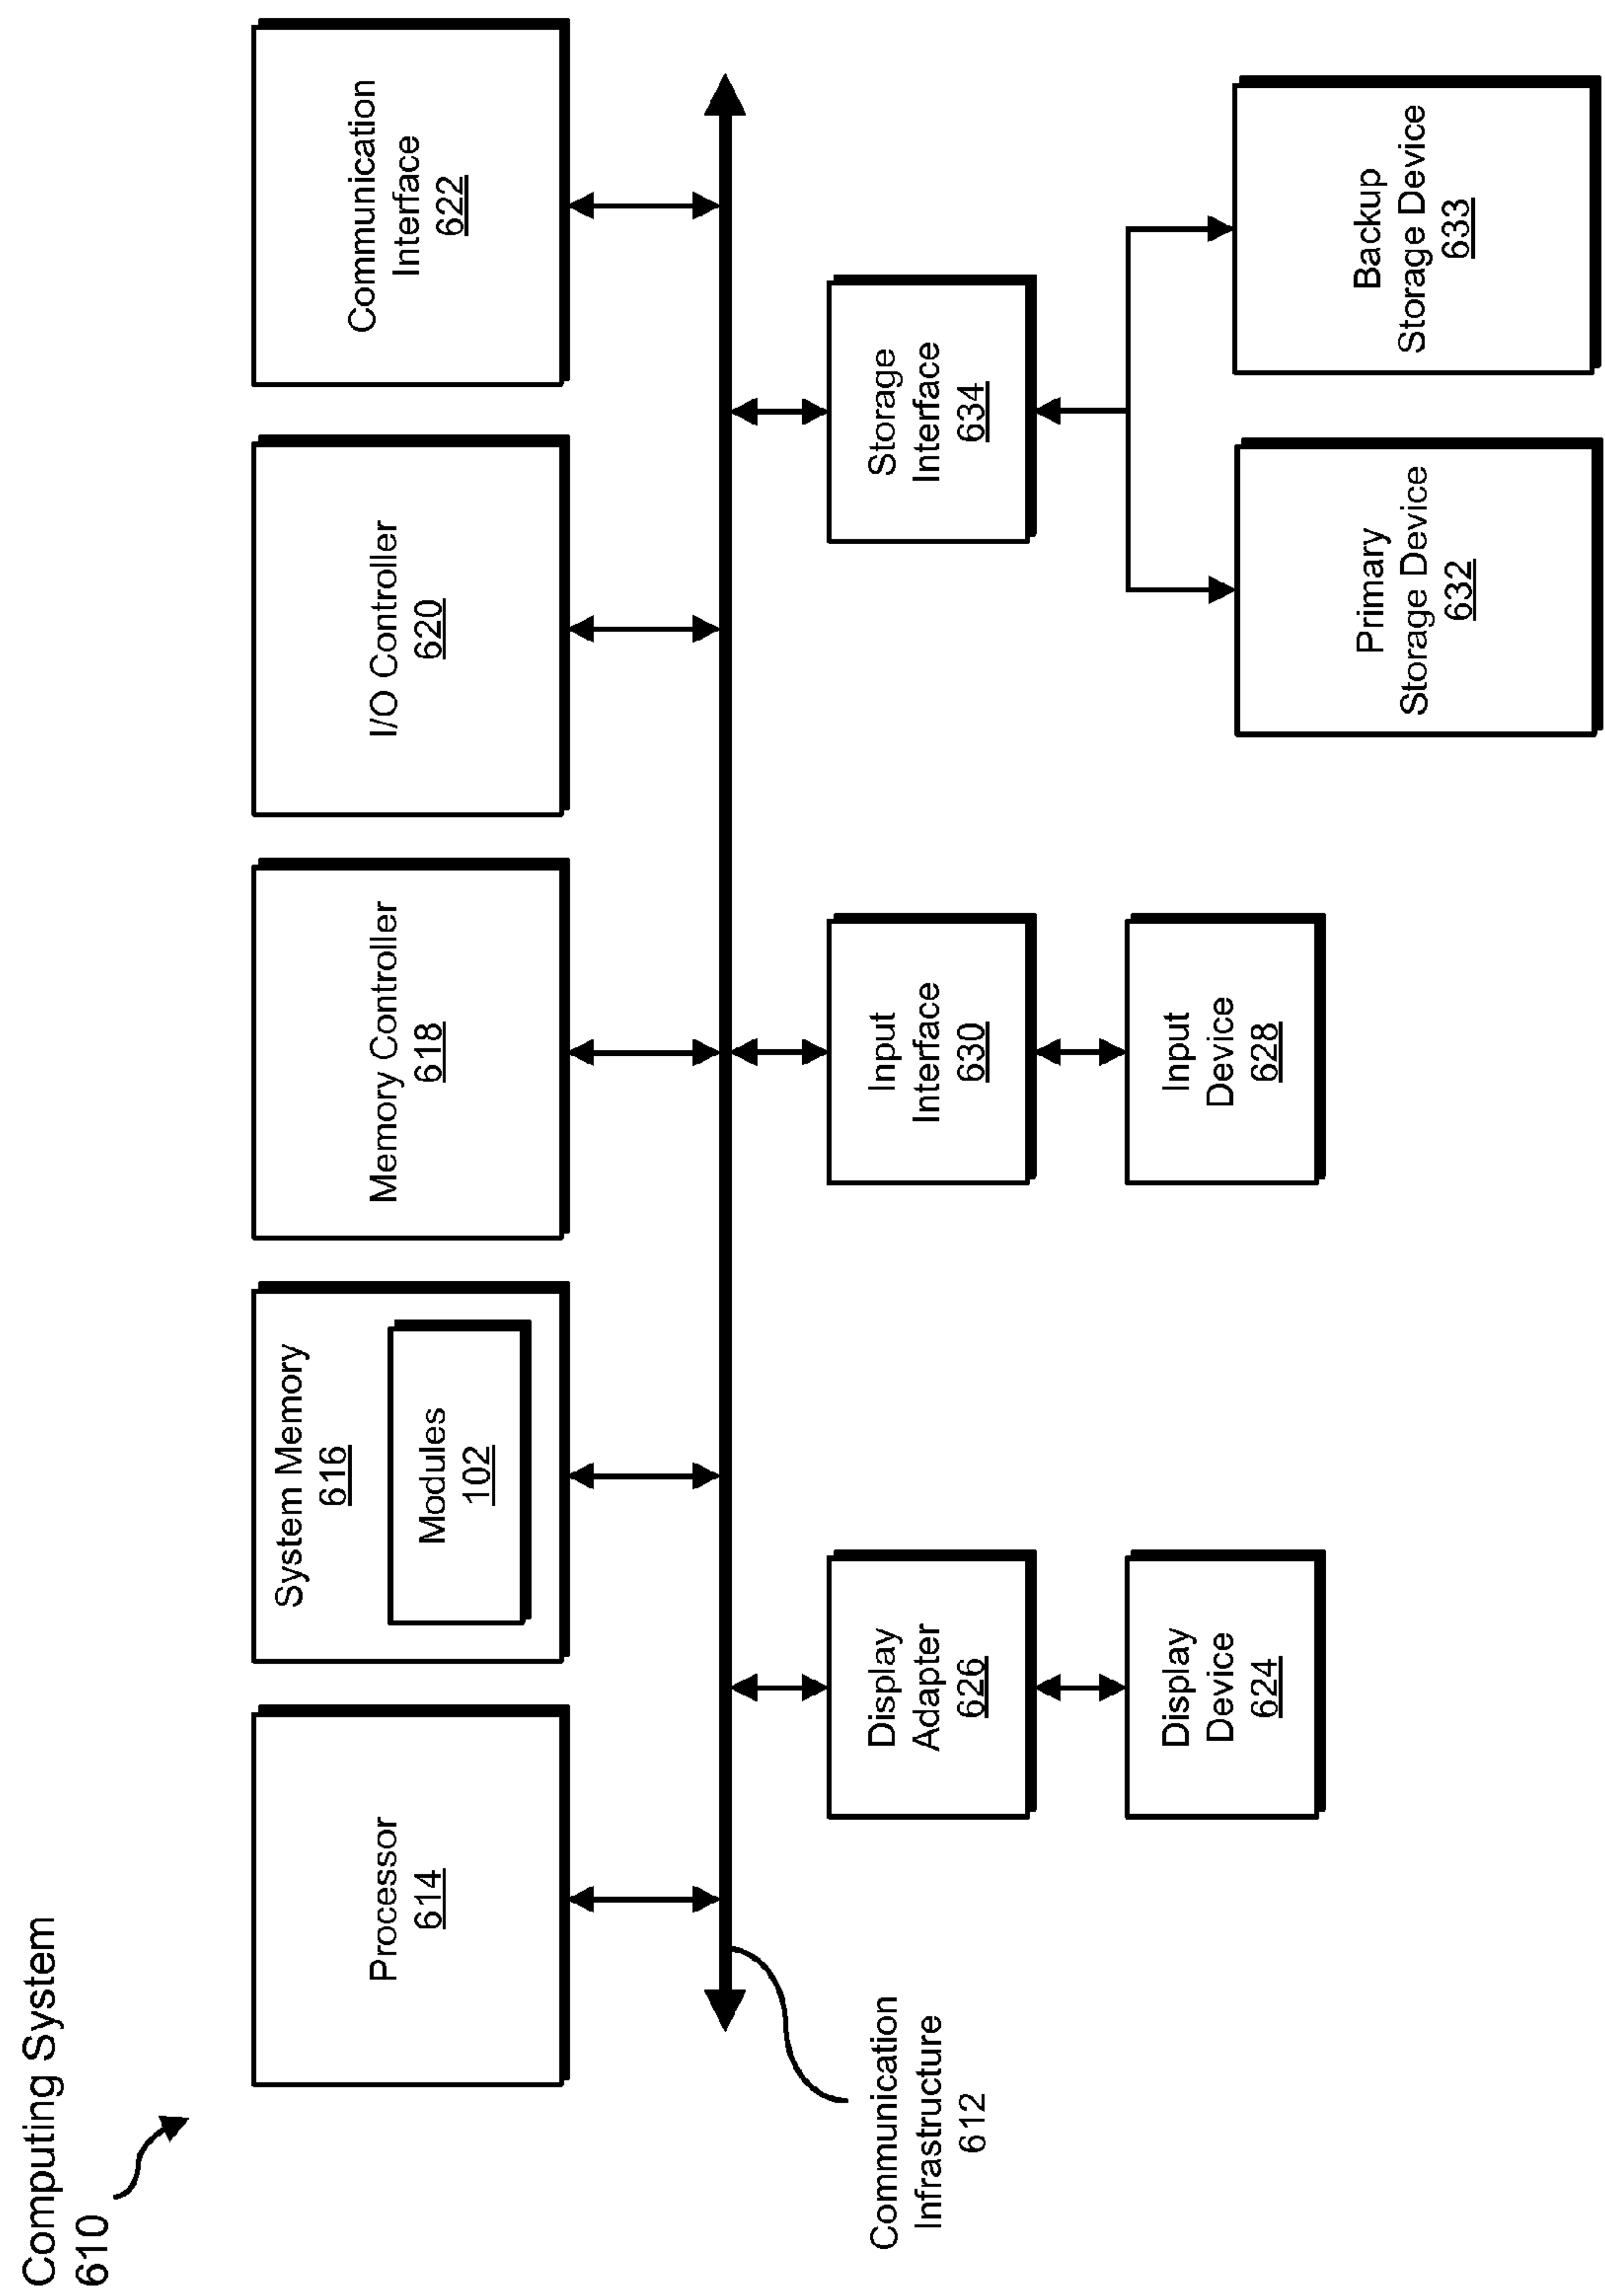 Computing System
610
Processor
614
System Memory
616
Modules
102
Memory Controller
618
I/O Controller
620
Communication
Interface
622
Communication
Infrastructure
612
Display
Adapter
626
Input
Interface
630
Storage
Interface
634
Display
Device
624
Input
Device
628
Primary
Storage Device
632
Backup
Storage Device
633